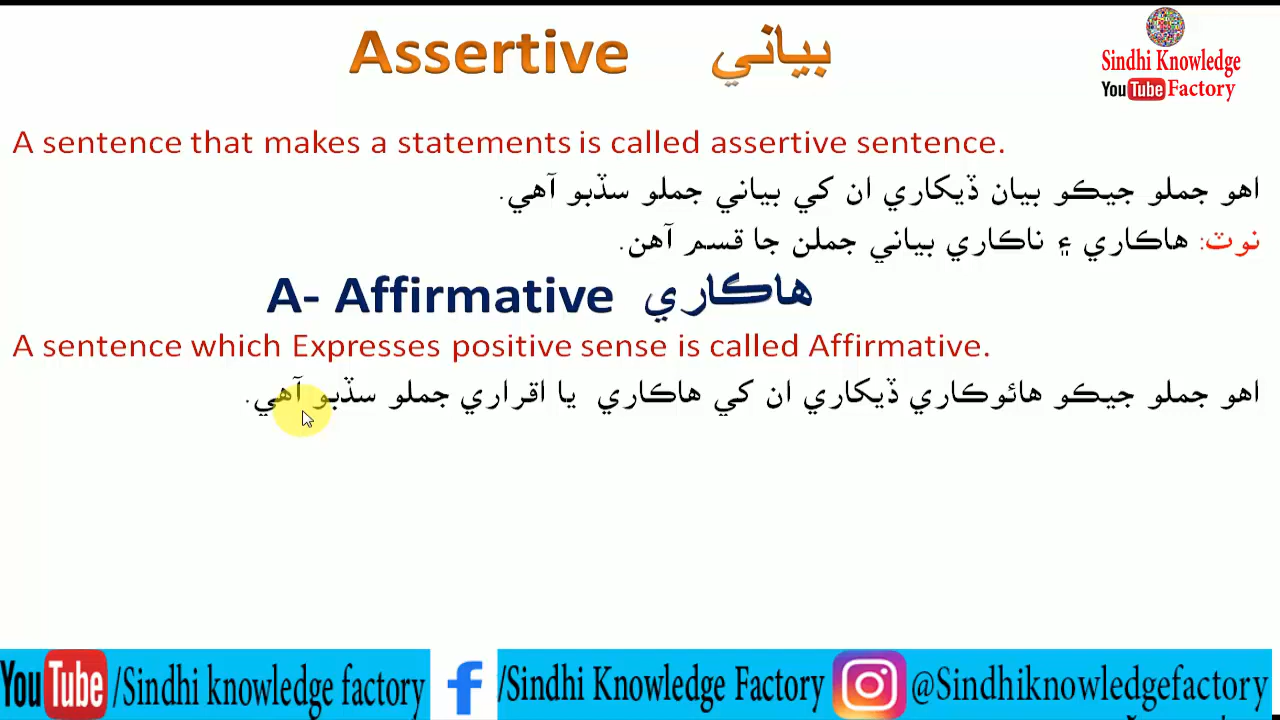 Assertive بياني
Sindhi Knowledge
YouTube Factory
A sentence that makes a statements is called assertive sentence.
اهو جملو جيڪو بيان ڏيکاري ان کي بياني جملو سڏبو آهي.
نوٽ: هاڪاري ۽ ناڪاري بياني جملن جا قسم آهن.
A- Affirmative هاڪاري
A sentence which Expresses positive sense is called Affirmative.
اهو جملو جيڪو هائوڪاري ڏيکاري ان کي هاڪاري يا اقراري جملو سڏبو آهي.
YouTube /Sindhi knowledge factory f /Sindhi Knowledge Factory @Sindhiknowledgefactory